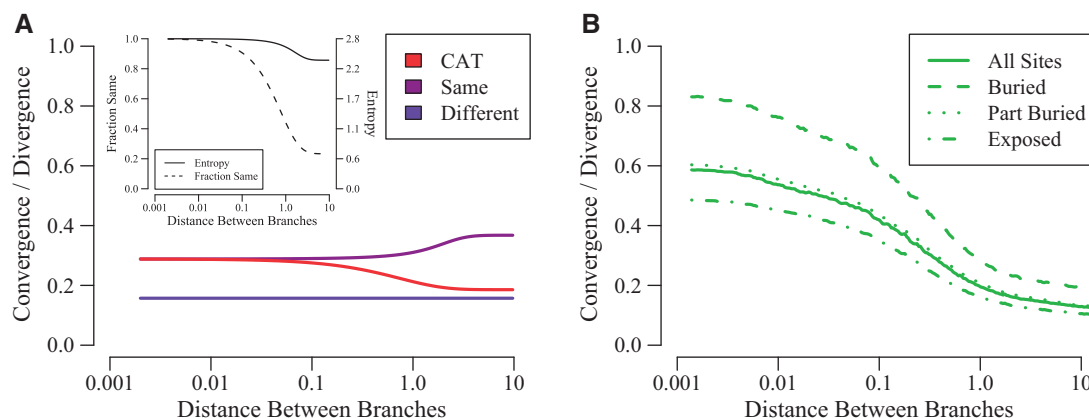 A
1.0
0.8
0.6
0.4
0.2
0.0
Convergence / Divergence
0.001
0.01
0.1
1.0
10
Distance Between Branches
1.0
0.8
0.6
0.4
0.2
0.0
Fraction Same
2.8
2.2
1.7
1.1
0.6
0.0
Entropy
Entropy
Fraction Same
0.001
0.01
0.1
1.0
10
Distance Between Branches
CAT
Same
Different
B
1.0
0.8
0.6
0.4
0.2
0.0
Convergence / Divergence
All Sites
Buried
Part Buried
Exposed
0.001
0.01
0.1
1.0
10
Distance Between Branches